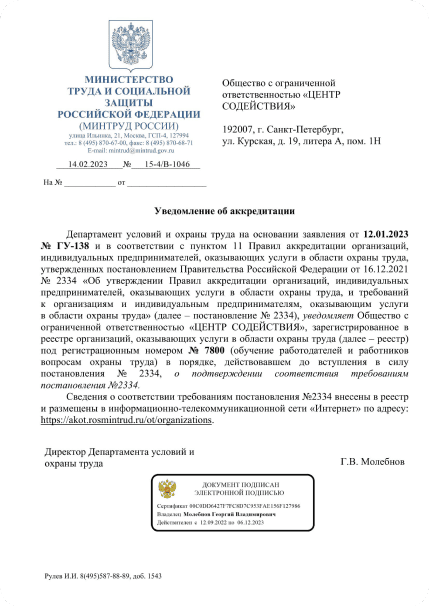 МИНИСТЕРСТВО
ТРУДА И СОЦИАЛЬНОЙ
ЗАЩИТЫ
РОССИЙСКОЙ ФЕДЕРАЦИИ
(МИНТРУД РОССИИ)
улица Ильинка, 21, Москва, ГСП-4, 127994
тел.: 8 (495) 870-67-00, факс: 8 (495) 870-68-71
E-mail: mintrud@mintrud.gov.ru
14.02.2023 № 15-4/В-1046
На № ____________ от __________________
Общество с ограниченной
ответственностью «ЦЕНТР
СОДЕЙСТВИЯ»
192007, г. Санкт-Петербург,
ул. Курская, д. 19, литера А, пом. 1Н
Уведомление об аккредитации
Департамент условий и охраны труда на основании заявления от 12.01.2023
№ ГУ-138 и в соответствии с пунктом 11 Правил аккредитации организаций,
индивидуальных предпринимателей, оказывающих услуги в области охраны труда,
утвержденных постановлением Правительства Российской Федерации от 16.12.2021
№ 2334 «Об утверждении Правил аккредитации организаций, индивидуальных
предпринимателей, оказывающих услуги в области охраны труда, и требований
к организациям и индивидуальным предпринимателям, оказывающим услуги
в области охраны труда» (далее – постановление № 2334), уведомляет Общество с
ограниченной ответственностью «ЦЕНТР СОДЕЙСТВИЯ», зарегистрированное в
реестре организаций, оказывающих услуги в области охраны труда (далее – реестр)
под регистрационным номером № 7800 (обучение работодателей и работников
вопросам охраны труда) в порядке, действовавшем до вступления в силу
постановления № 2334, о подтверждении соответствия требованиям
постановления №2334.
Сведения о соответствии требованиям постановления №2334 внесены в реестр
и размещены в информационно-телекоммуникационной сети «Интернет» по адресу:
https://akot.rosmintrud.ru/ot/organizations.
Директор Департамента условий и
охраны труда
Г.В. Молебнов
ДОКУМЕНТ ПОДПИСАН
ЭЛЕКТРОННОЙ ПОДПИСЬЮ
Сертификат 00C0DD6427F7FC8D7C953FAE156F127986
Владелец Молебнов Георгий Владимирович
Действителен с 12.09.2022 по 06.12.2023
Рулев И.И. 8(495)587-88-89, доб. 1543